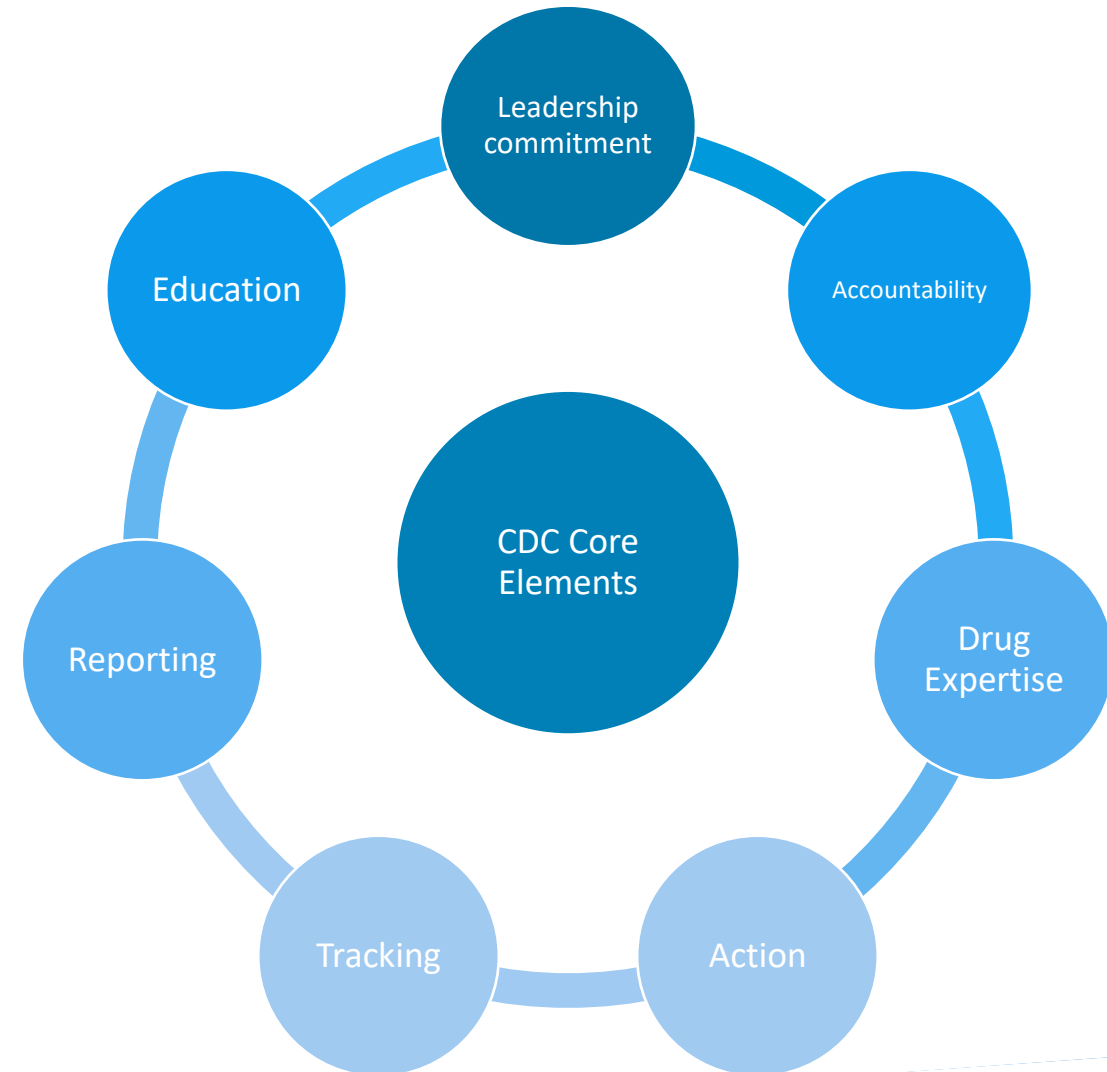 Leadership
commitment
Accountability
Drug
Expertise
Action
Tracking
Reporting
Education
CDC Core
Elements